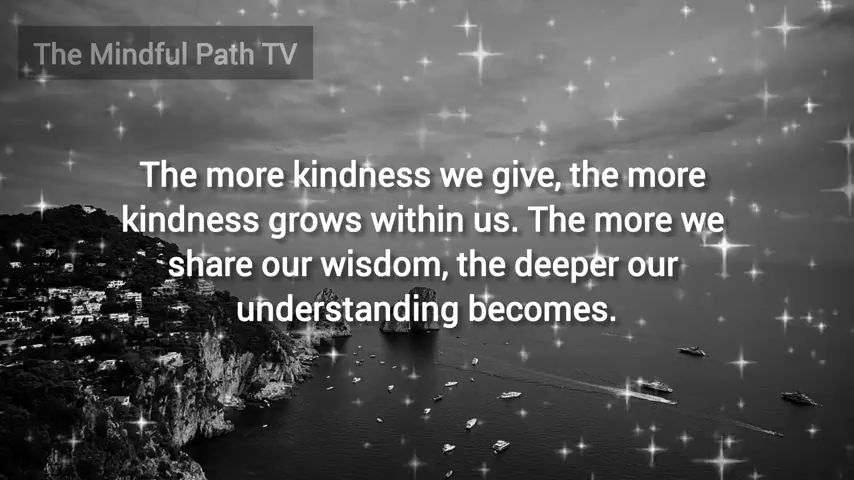 The Mindful Path TV
The more kindness we give, the more
kindness grows within us. The more we
share our wisdom, the deeper our
understanding becomes.